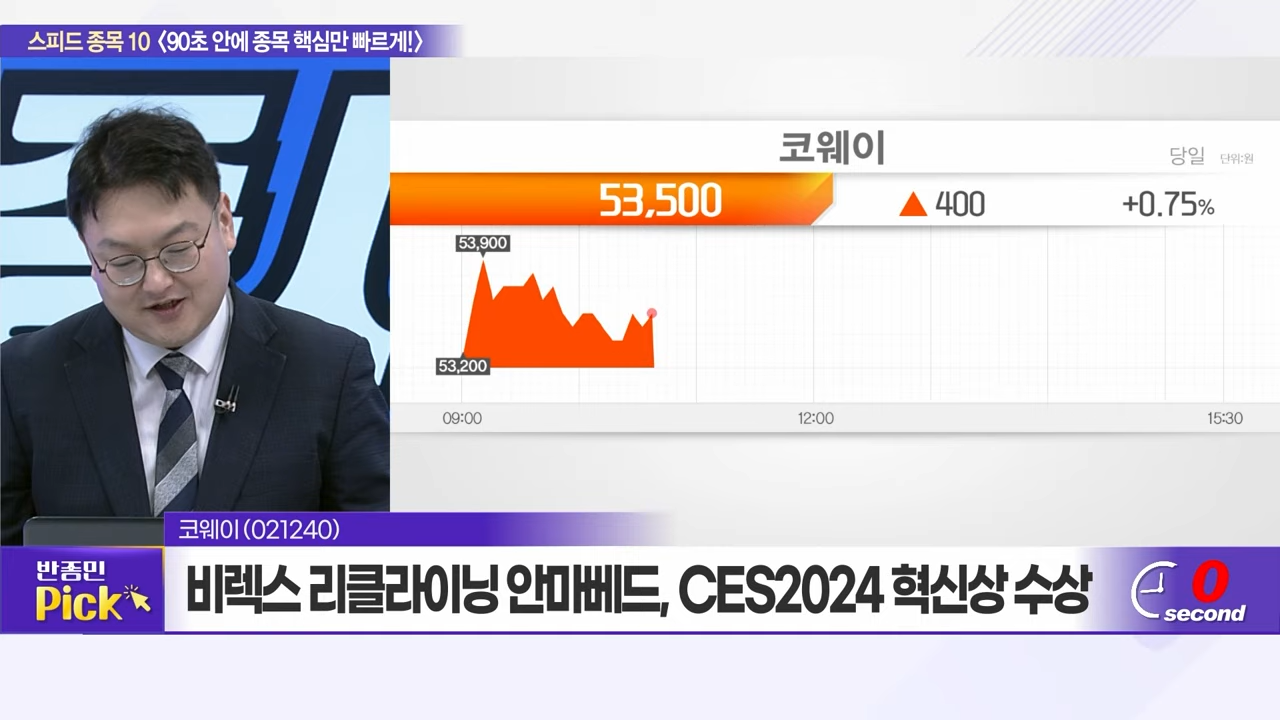 스피드 종목 10 〈90초 안에 종목 핵심만 빠르게!〉
코웨이
당일 단위:원
53,500 ▲ 400 +0.75%
53,900
53,200
09:00 12:00 15:30
코웨이(021240)
반종민
Pick
비렉스 리클라이닝 안마베드, CES2024 혁신상 수상
0
second